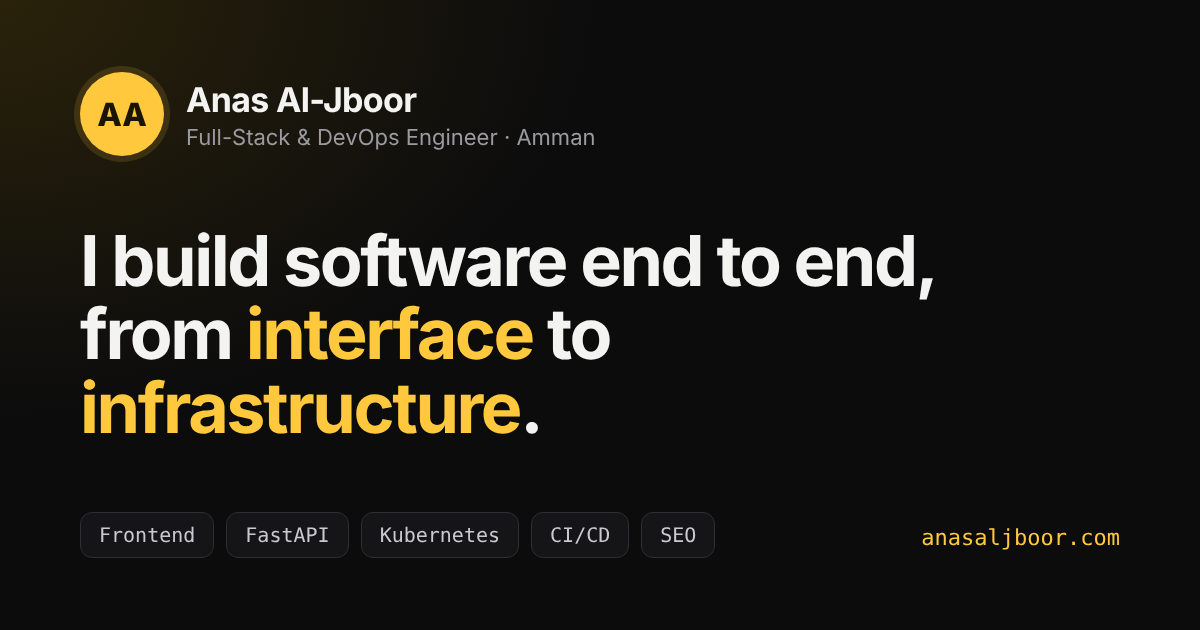 AA
Anas Al-Jboor
Full-Stack & DevOps Engineer · Amman
I build software end to end,
from interface to
infrastructure.
Frontend FastAPI Kubernetes CI/CD SEO
anasaljboor.com